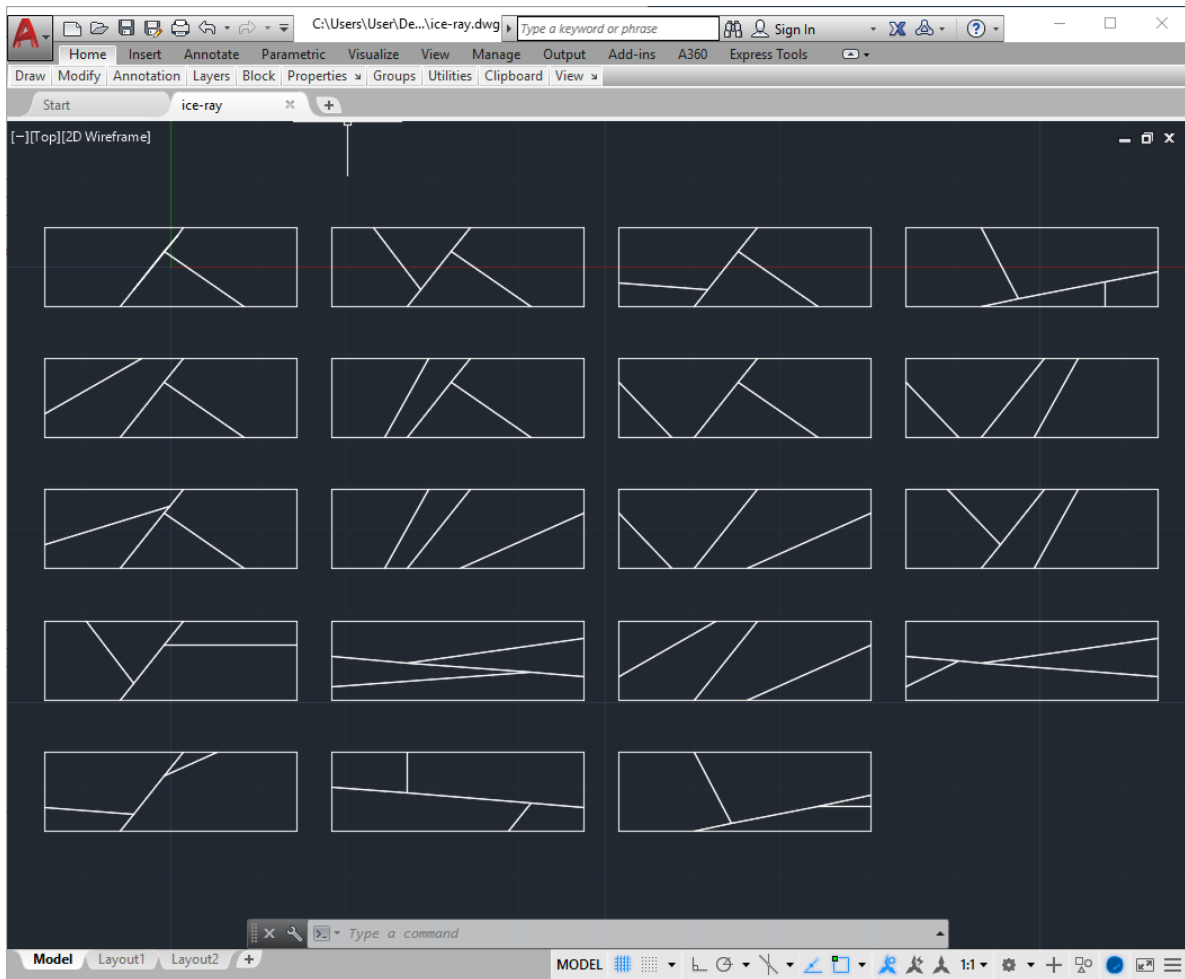 A C:\Users\User\De...\ice-ray.dwg Type a keyword or phrase Sign In ?
Home Insert Annotate Parametric Visualize View Manage Output Add-ins A360 Express Tools
Draw Modify Annotation Layers Block Properties Groups Utilities Clipboard View
Start ice-ray
[−][Top][2D Wireframe]
Type a command
Model Layout1 Layout2 +
MODEL 1:1